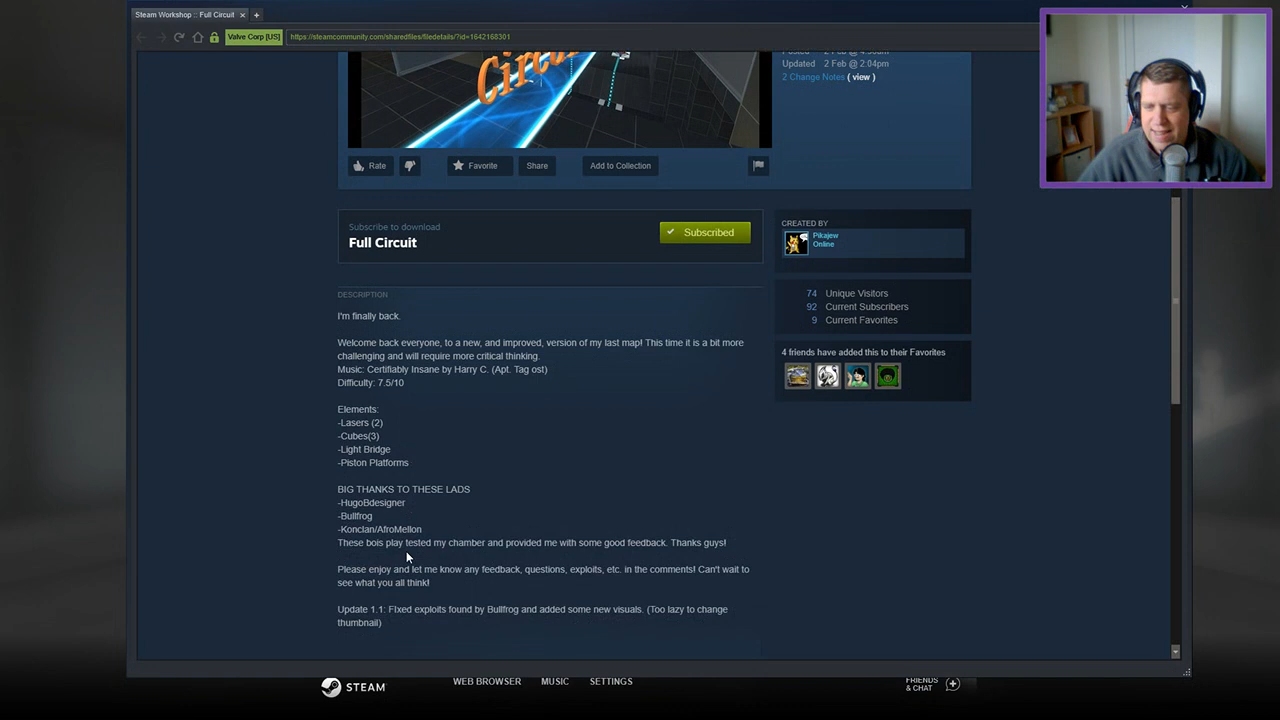 Steam Workshop :: Full Circuit
Valve Corp [US]
https://steamcommunity.com/sharedfiles/filedetails/?id=1642168301
Circu
Updated 2 Feb @ 2:04pm
2 Change Notes ( view )
Rate
Favorite
Share
Add to Collection
Subscribe to download
Full Circuit
Subscribed
CREATED BY
Pikajew
Online
74 Unique Visitors
92 Current Subscribers
9 Current Favorites
4 friends have added this to their Favorites
DESCRIPTION
I'm finally back.
Welcome back everyone, to a new, and improved, version of my last map! This time it is a bit more
challenging and will require more critical thinking.
Music: Certifiably Insane by Harry C. (Apt. Tag ost)
Difficulty: 7.5/10
Elements:
-Lasers (2)
-Cubes(3)
-Light Bridge
-Piston Platforms
BIG THANKS TO THESE LADS
-HugoBdesigner
-Bullfrog
-Konclan/AfroMellon
These bois play tested my chamber and provided me with some good feedback. Thanks guys!
Please enjoy and let me know any feedback, questions, exploits, etc. in the comments! Can't wait to
see what you all think!
Update 1.1: FIxed exploits found by Bullfrog and added some new visuals. (Too lazy to change
thumbnail)
STEAM
WEB BROWSER
MUSIC
SETTINGS
FRIENDS
& CHAT